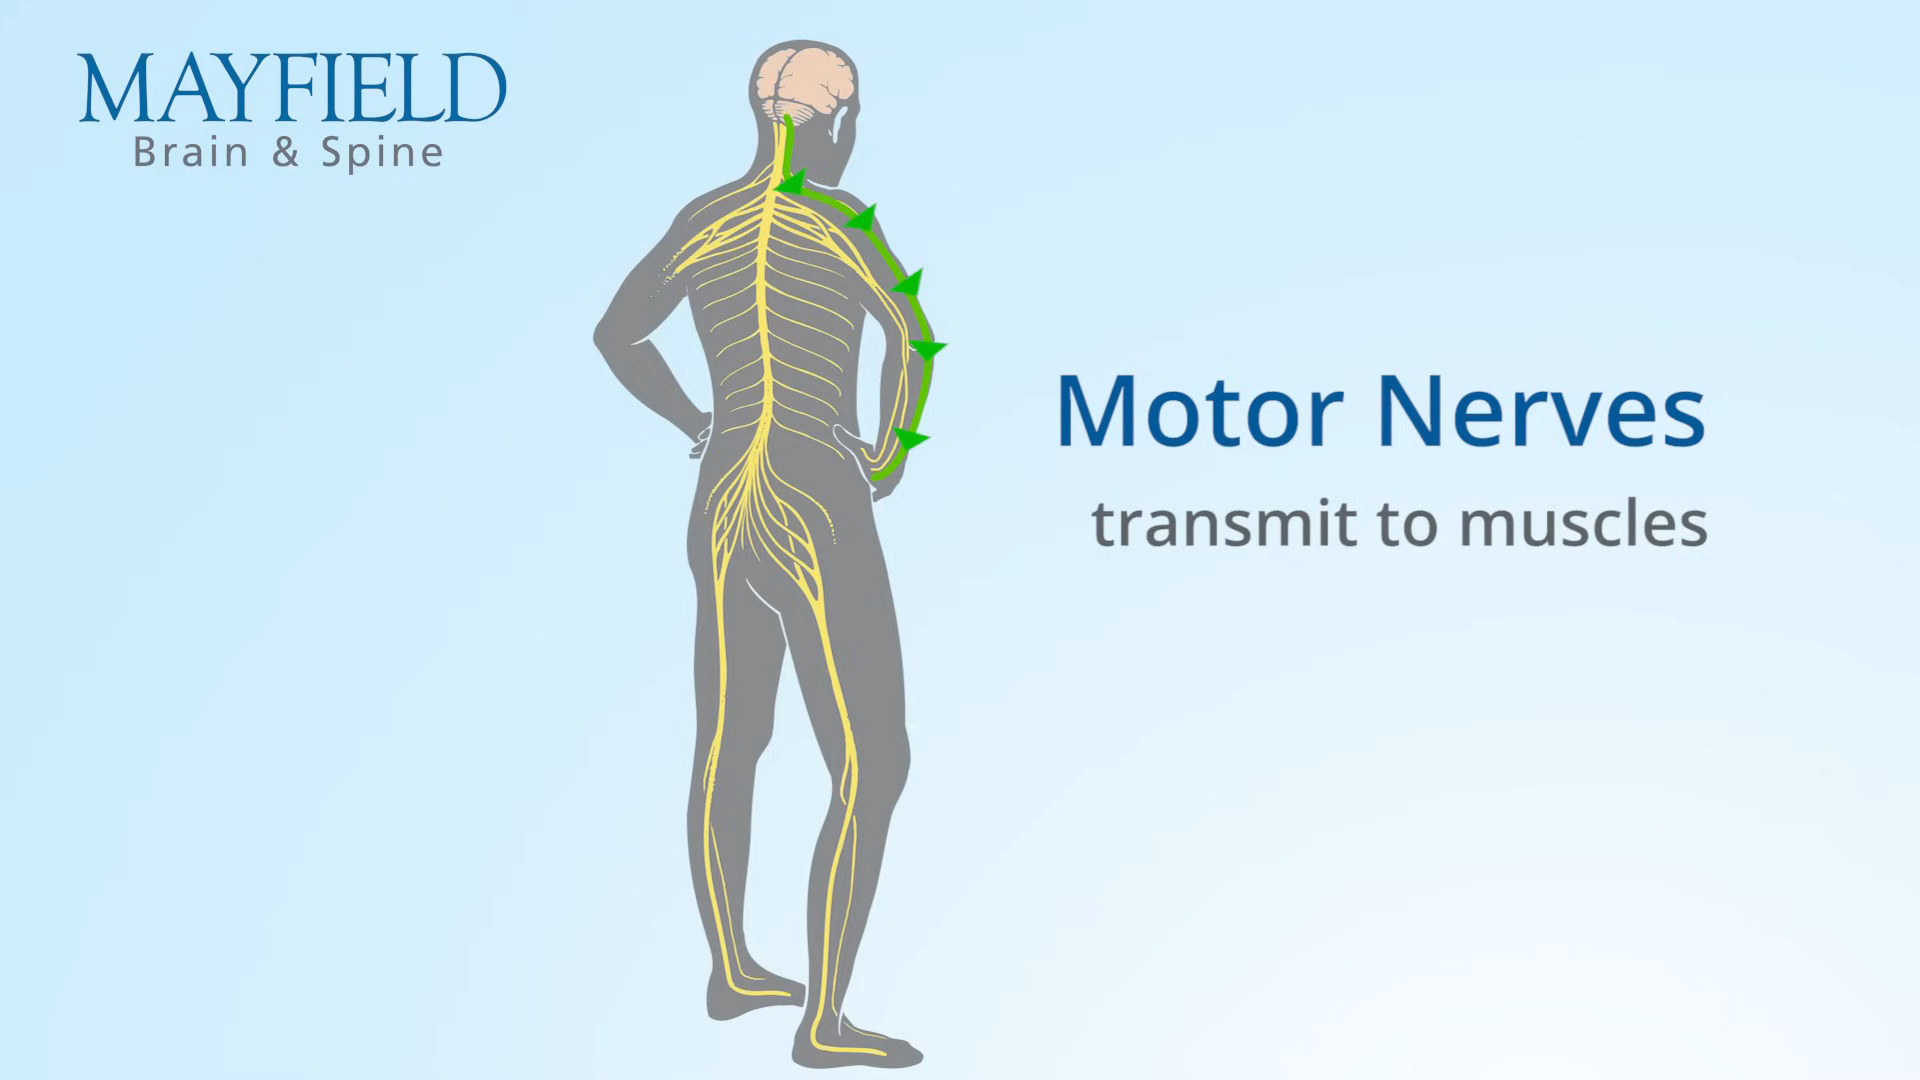 MAYFIELD
Brain & Spine
Motor Nerves
transmit to muscles